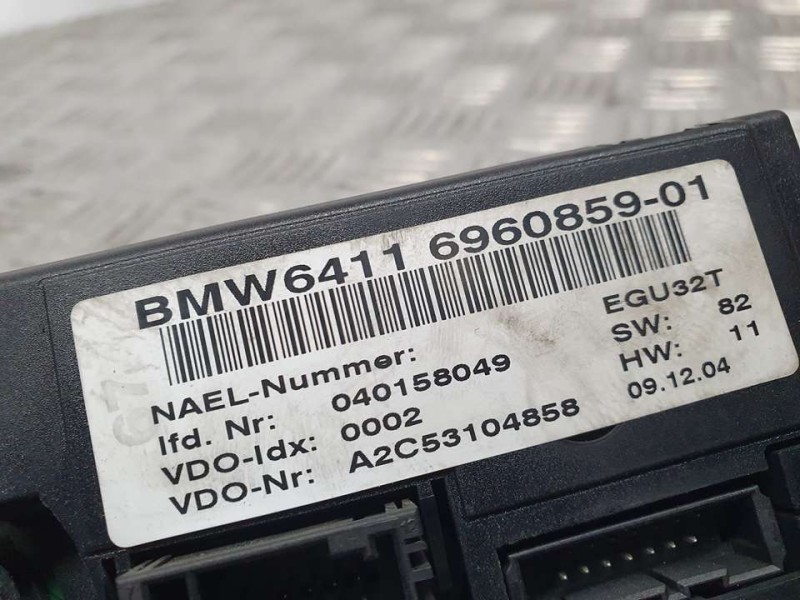 BMW6411 6960859-01
NAEL-Nummer:
lfd. Nr: 040158049
VDO-Idx: 0002
VDO-Nr: A2C53104858
EGU32T
SW: 82
HW: 11
09.12.04